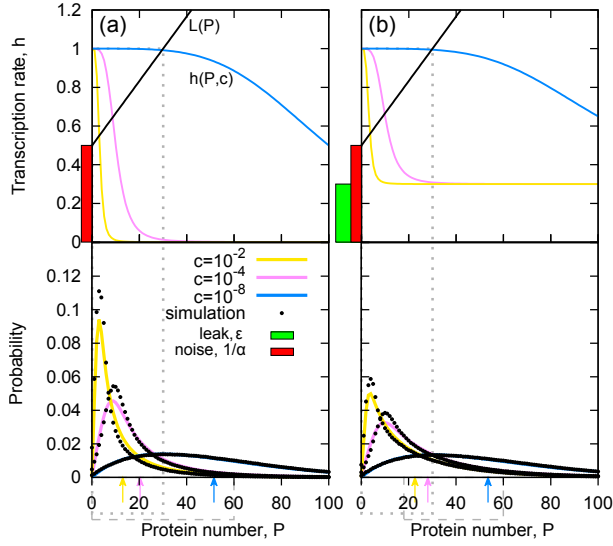 (a)
(b)
Transcription rate, h
1.2
1
0.8
0.6
0.4
0.2
0
L(P)
h(P,c)
Probability
0.12
0.1
0.08
0.06
0.04
0.02
0
c=10⁻²
c=10⁻⁴
c=10⁻⁸
simulation
leak, ε
noise, 1/α
0 20 40 60 80 100
0 20 40 60 80 100
Protein number, P
Protein number, P